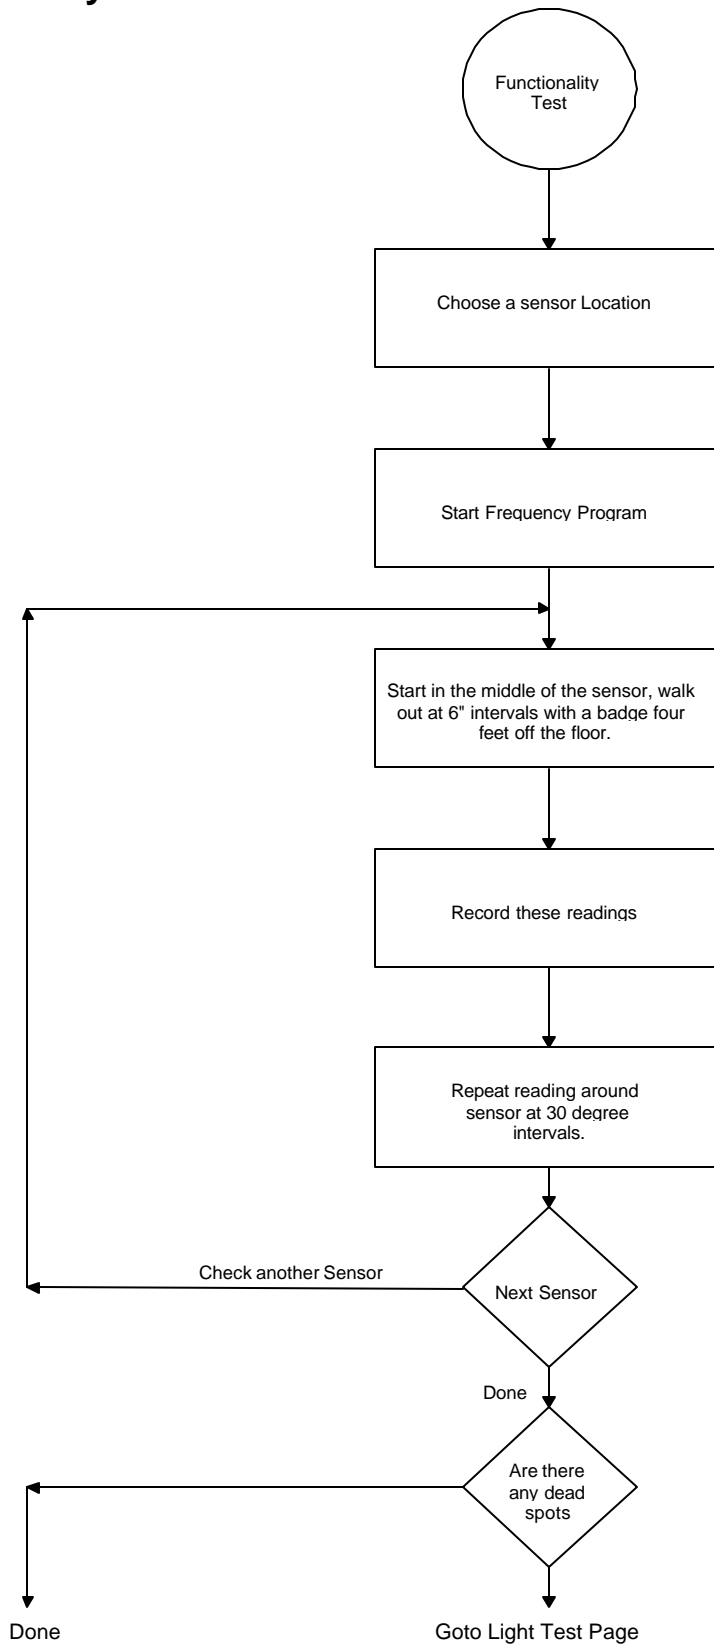 Functionality
Test
Choose a sensor Location
Start Frequency Program
Start in the middle of the sensor, walk
out at 6" intervals with a badge four
feet off the floor.
Record these readings
Repeat reading around
sensor at 30 degree
intervals.
Check another Sensor
Next Sensor
Done
Are there
any dead
spots
Done
Goto Light Test Page